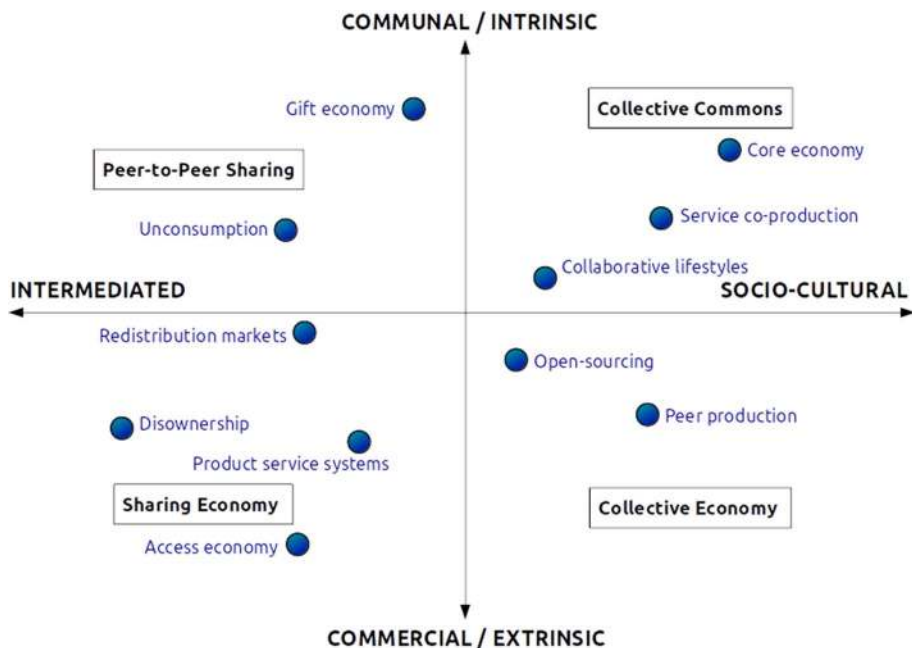 COMMUNAL / INTRINSIC
Gift economy
Collective Commons
Core economy
Peer-to-Peer Sharing
Service co-production
Unconsumption
Collaborative lifestyles
INTERMEDIATED
SOCIO-CULTURAL
Redistribution markets
Open-sourcing
Disownership
Peer production
Product service systems
Sharing Economy
Collective Economy
Access economy
COMMERCIAL / EXTRINSIC